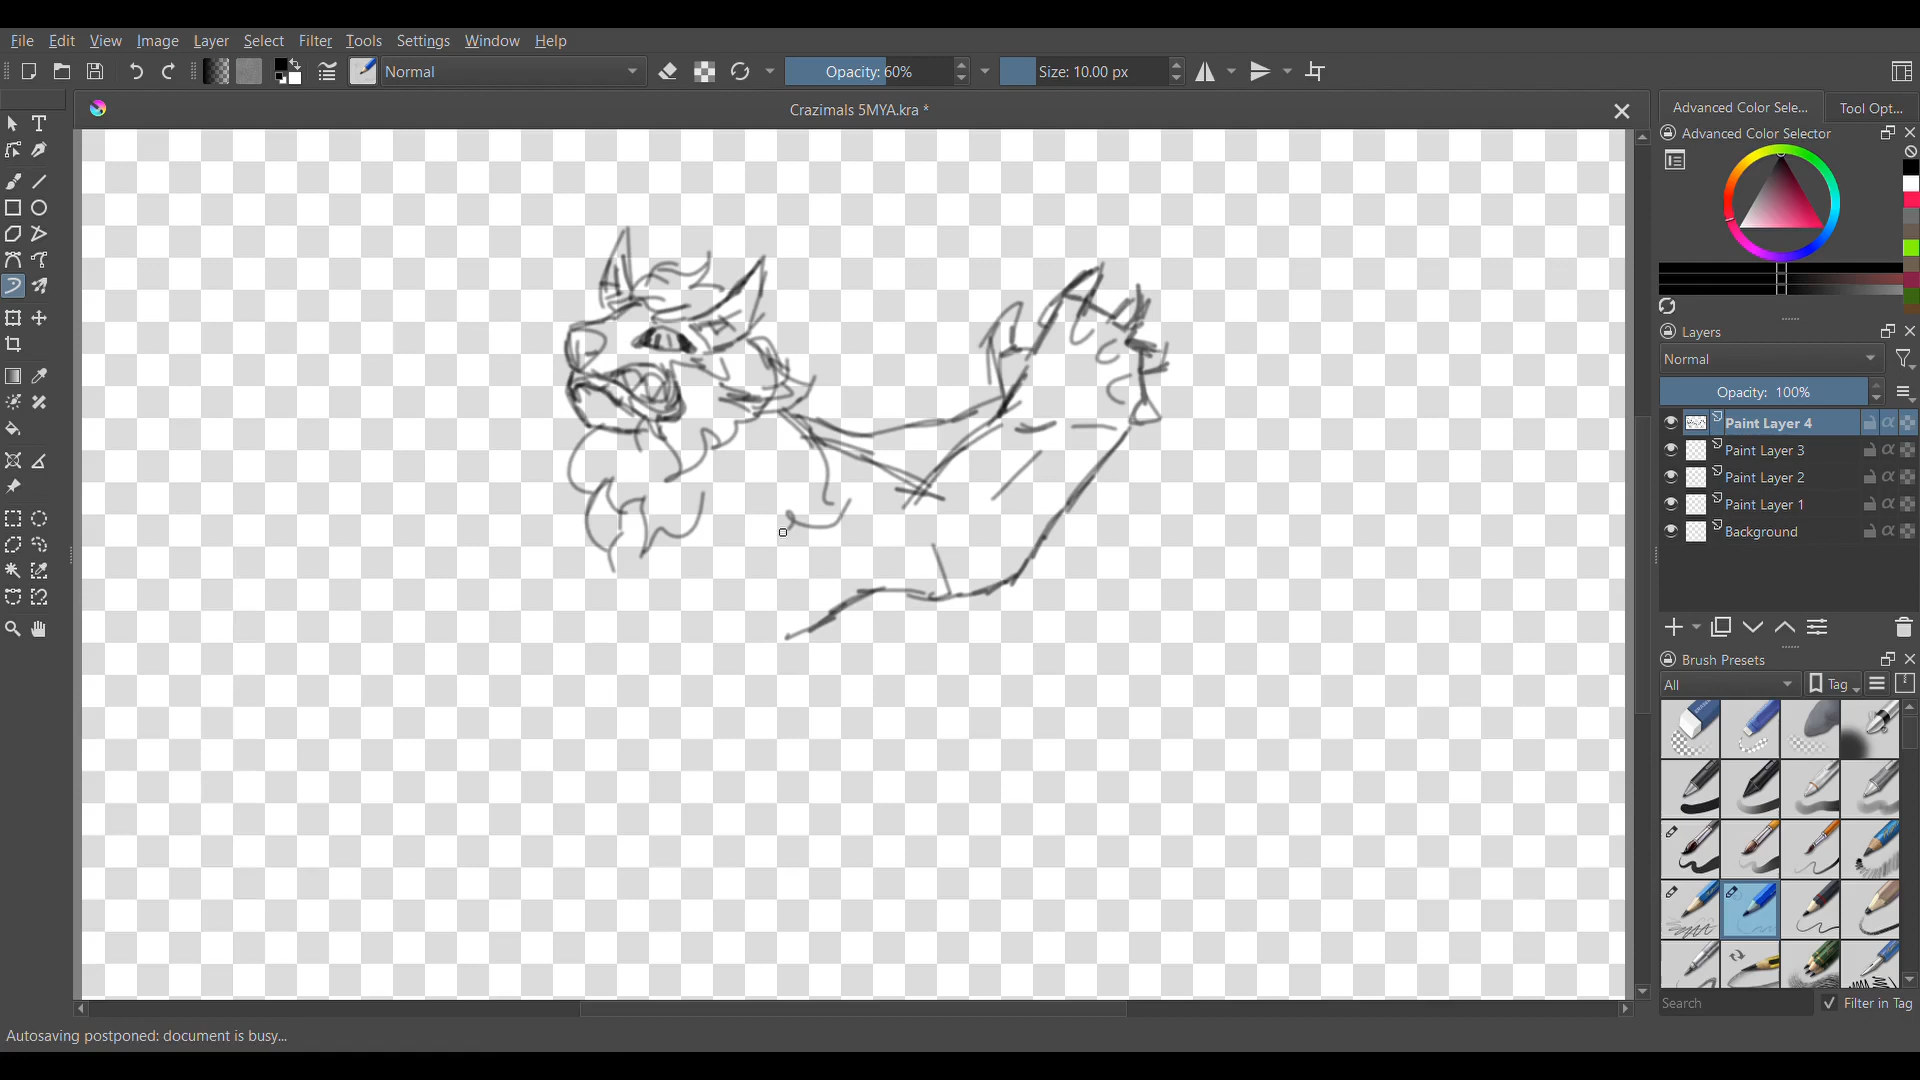 File Edit View Image Layer Select Filter Tools Settings Window Help
Normal Opacity: 60% Size: 10.00 px
Crazimals 5MYA.kra *
Advanced Color Sele... Tool Opt...
Advanced Color Selector
Layers
Normal
Opacity: 100%
Paint Layer 4
Paint Layer 3
Paint Layer 2
Paint Layer 1
Background
Brush Presets
All Tag
Search Filter in Tag
Autosaving postponed: document is busy...